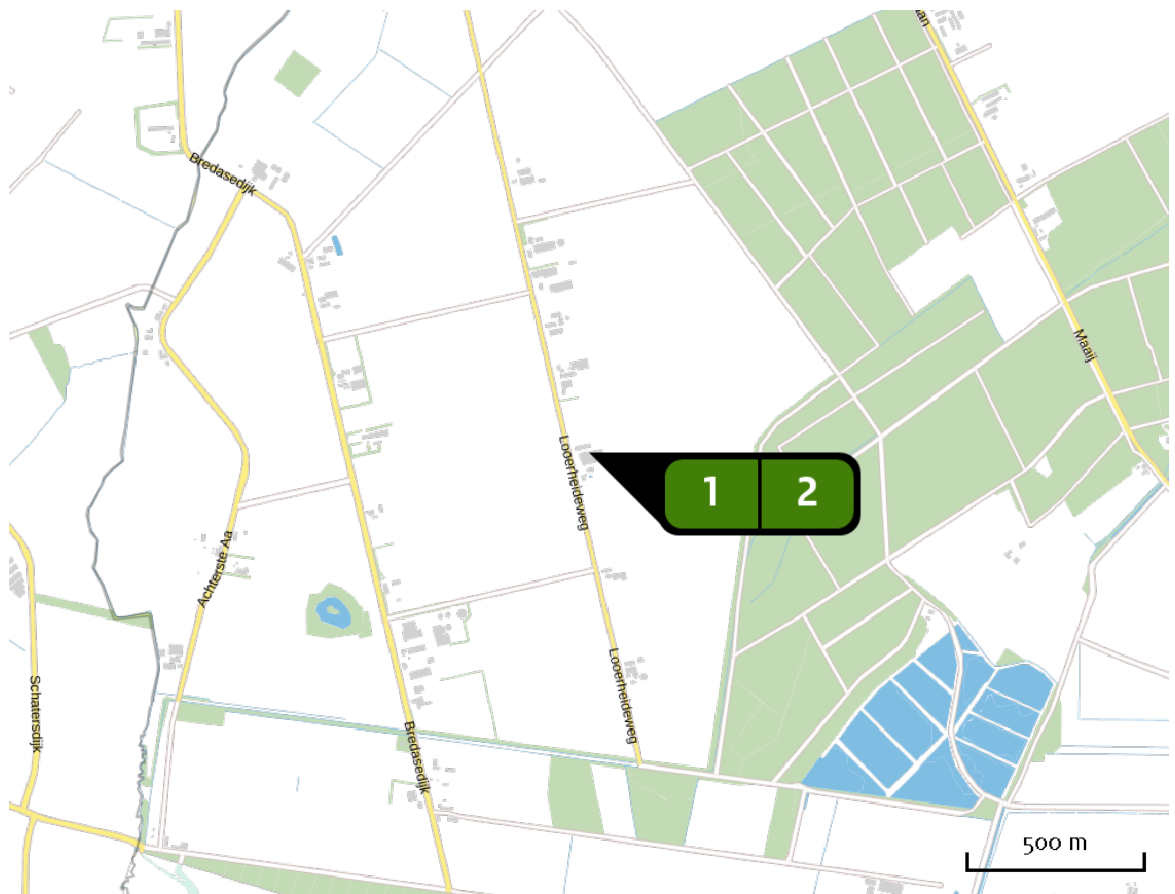 Bredasedijk
Maaij
Looerheideweg
1 2
Achterste Aa
Looerheideweg
Schatersdijk
Bredasedijk
500 m